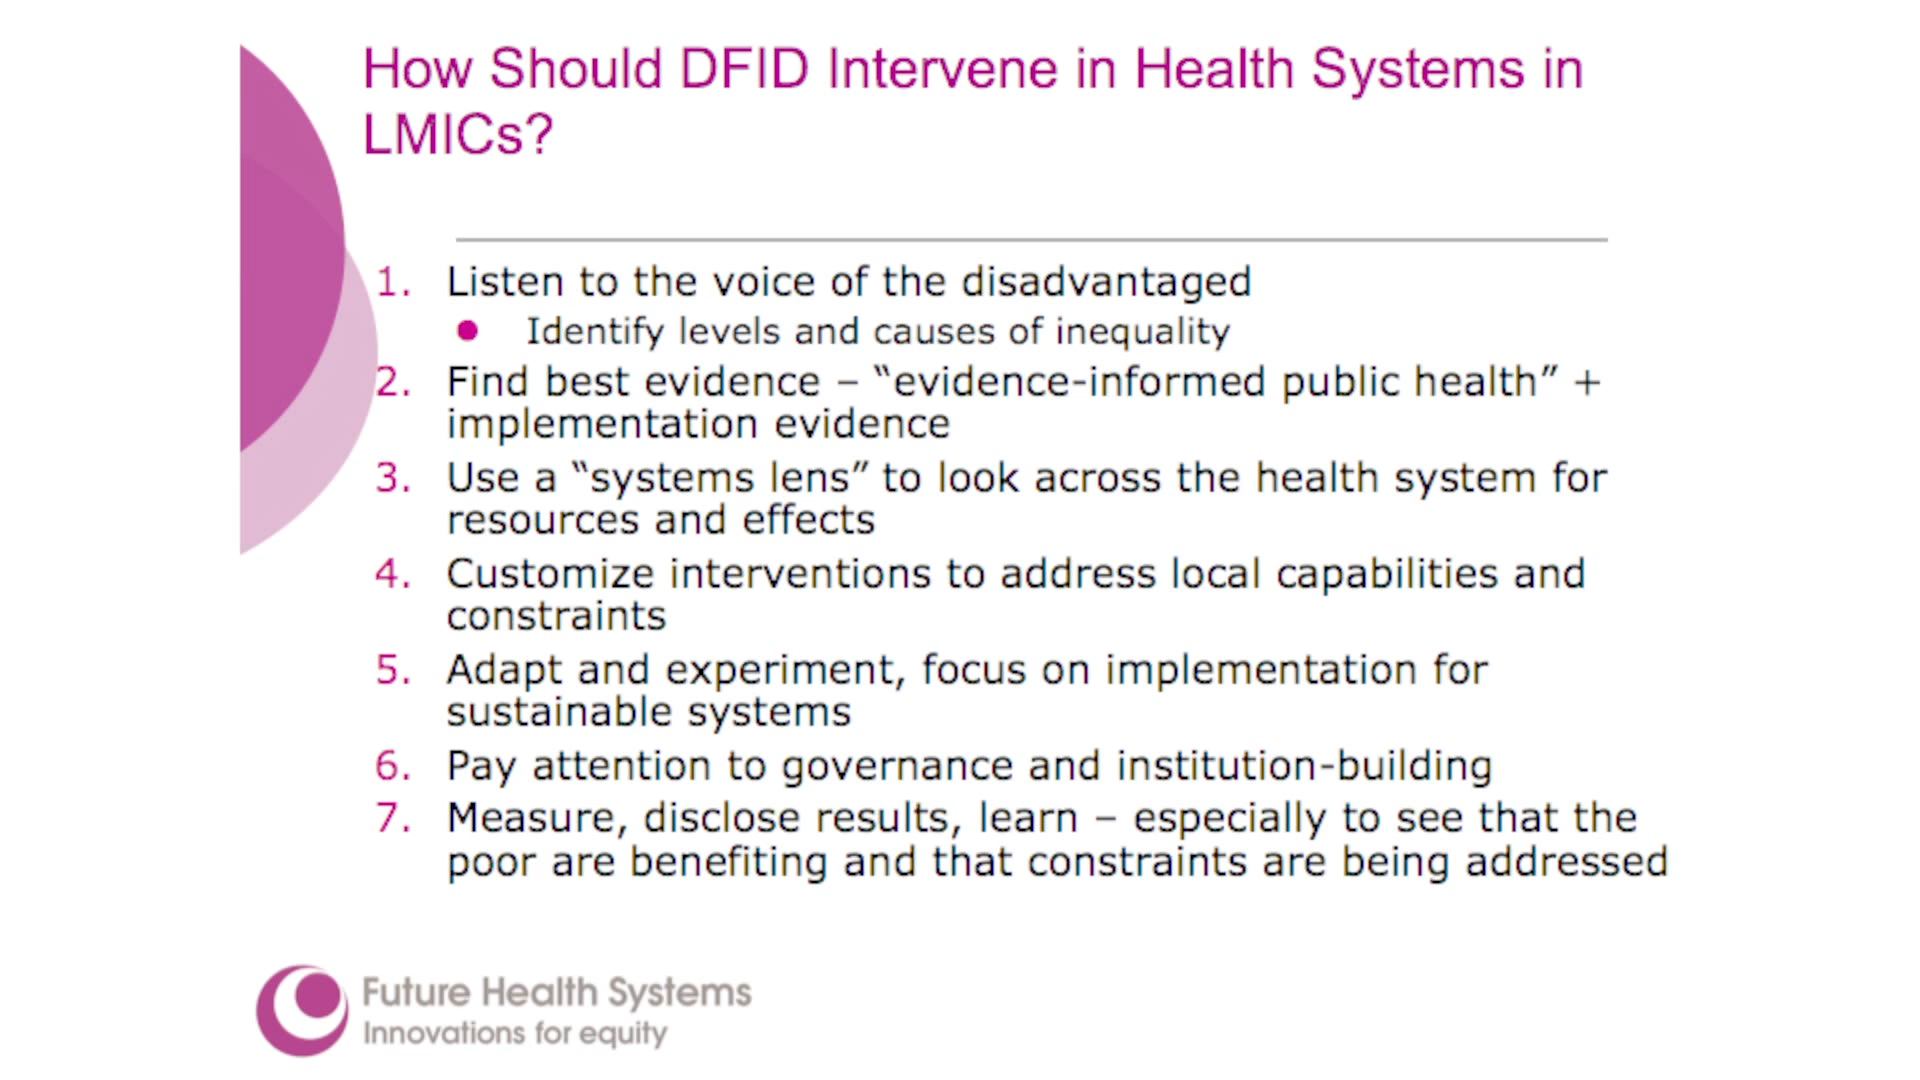 How Should DFID Intervene in Health Systems in
LMICs?
1. Listen to the voice of the disadvantaged
● Identify levels and causes of inequality
2. Find best evidence – “evidence-informed public health” +
implementation evidence
3. Use a “systems lens” to look across the health system for
resources and effects
4. Customize interventions to address local capabilities and
constraints
5. Adapt and experiment, focus on implementation for
sustainable systems
6. Pay attention to governance and institution-building
7. Measure, disclose results, learn – especially to see that the
poor are benefiting and that constraints are being addressed
Future Health Systems
Innovations for equity